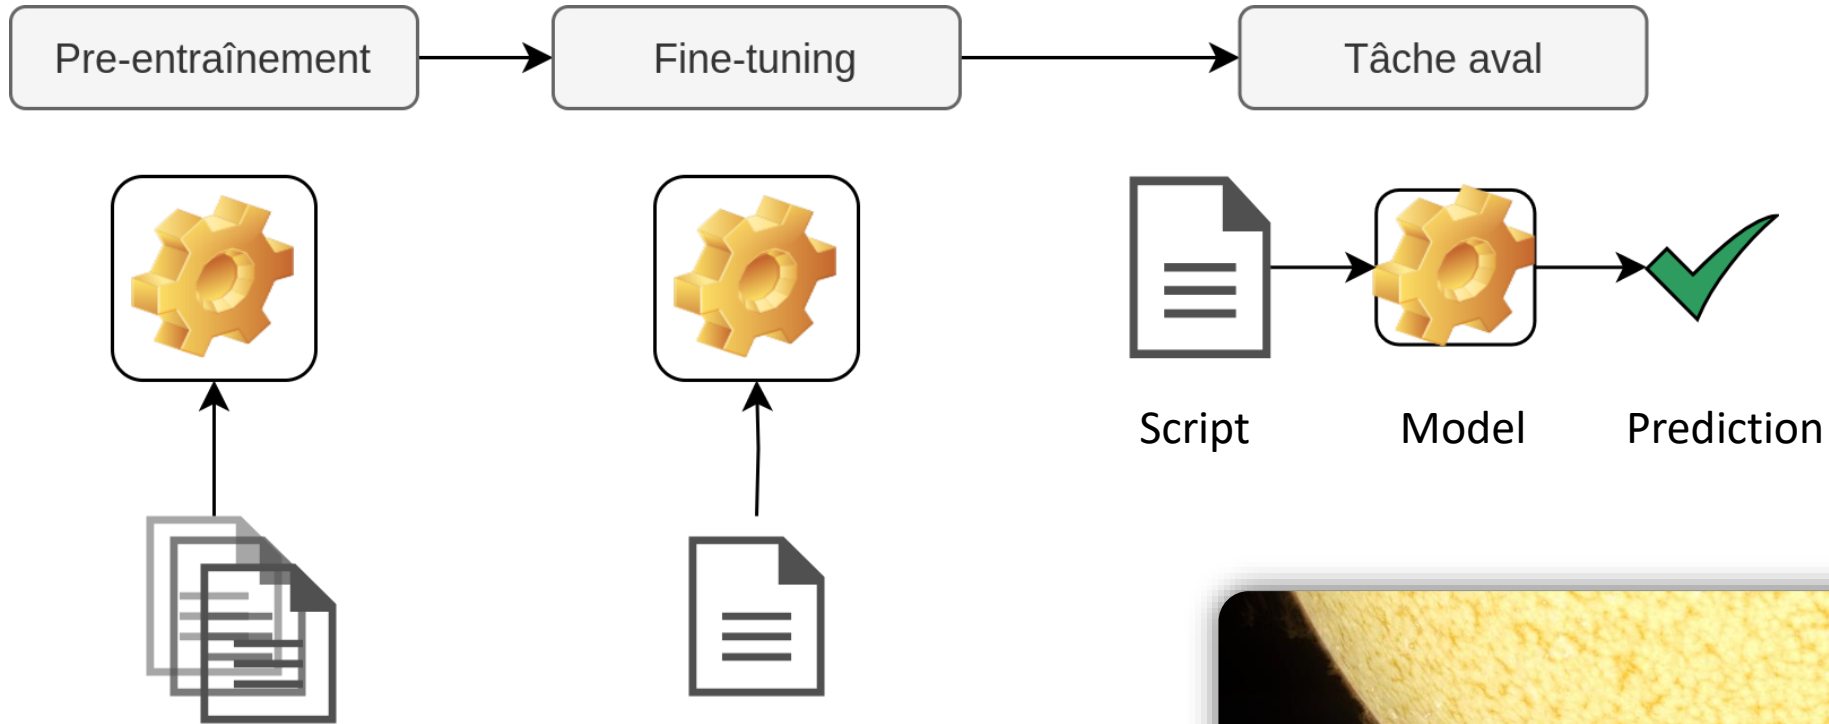 Pre-entraînement
Fine-tuning
Tâche aval
Script
Model
Prediction